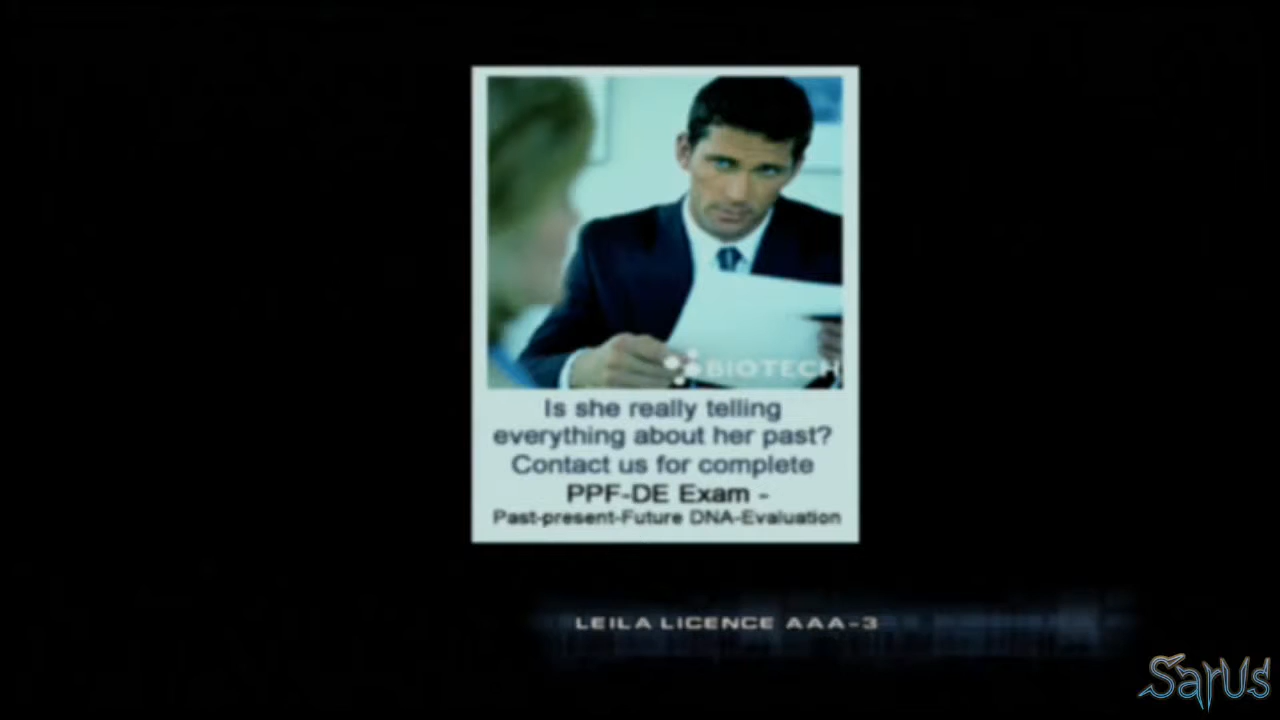 BIOTECH
Is she really telling
everything about her past?
Contact us for complete
PPF-DE Exam -
Past-present-Future DNA-Evaluation
LEILA LICENCE AAA-3
Sarus